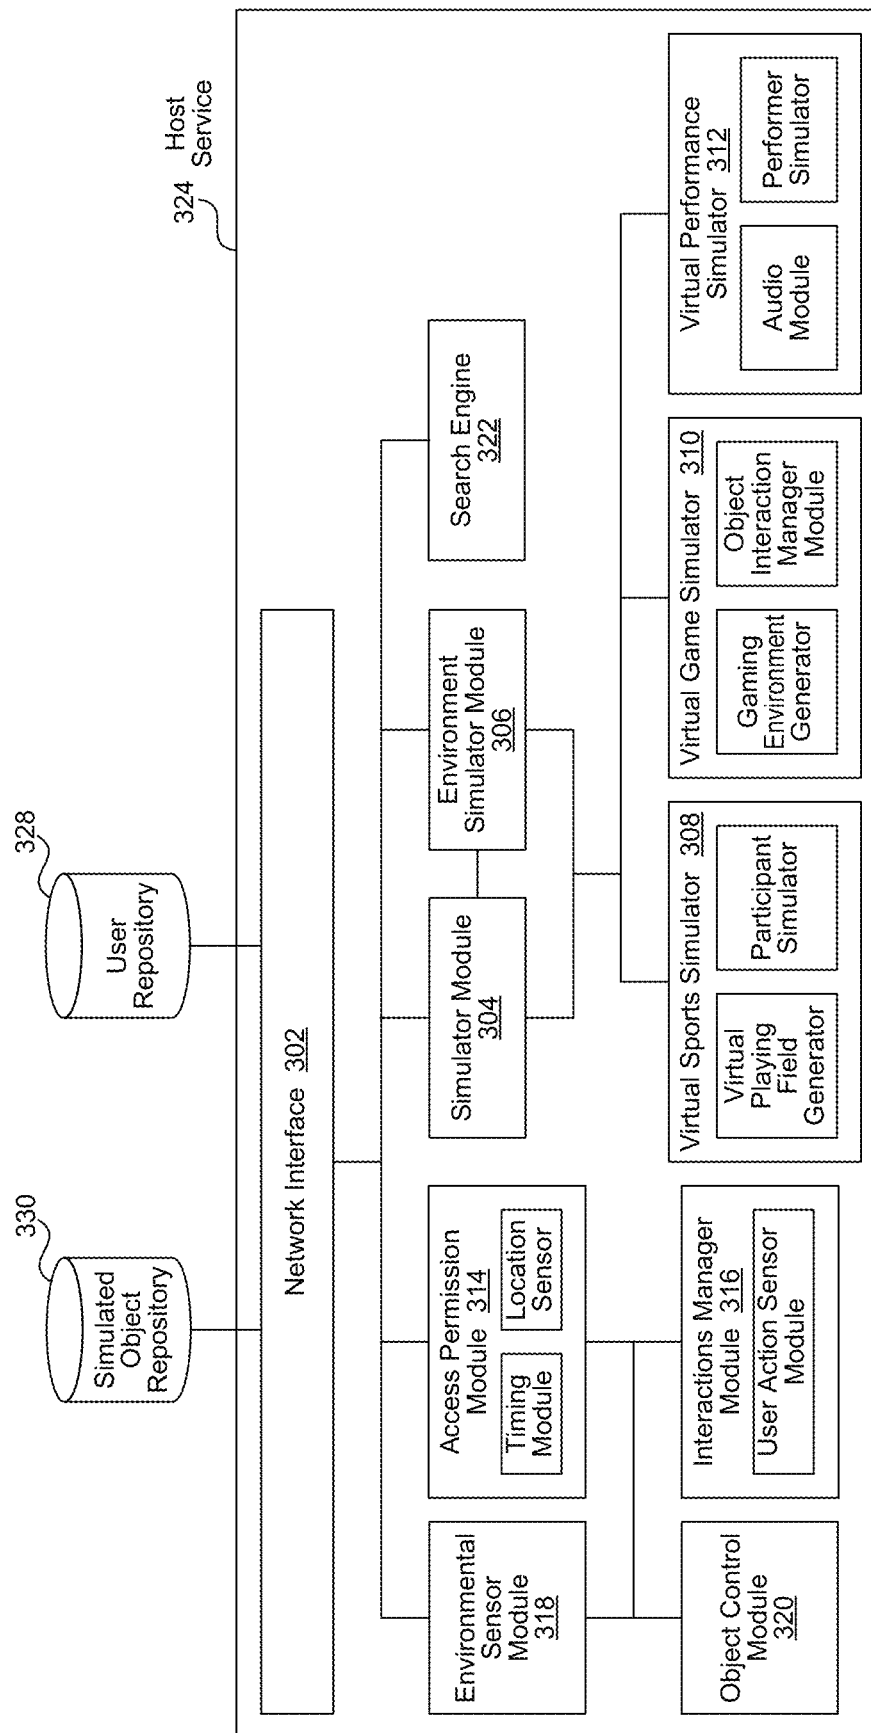 330
328
324
Simulated
Object
Repository
User
Repository
Host
Service
Network Interface 302
Environmental
Sensor
Module
318
Access Permission
Module 314
Timing
Module
Location
Sensor
Simulator Module
304
Environment
Simulator Module
306
Search Engine
322
Object Control
Module
320
Interactions Manager
Module 316
User Action Sensor
Module
Virtual Sports Simulator 308
Virtual
Playing
Field
Generator
Participant
Simulator
Virtual Game Simulator 310
Gaming
Environment
Generator
Object
Interaction
Manager
Module
Virtual Performance
Simulator 312
Audio
Module
Performer
Simulator